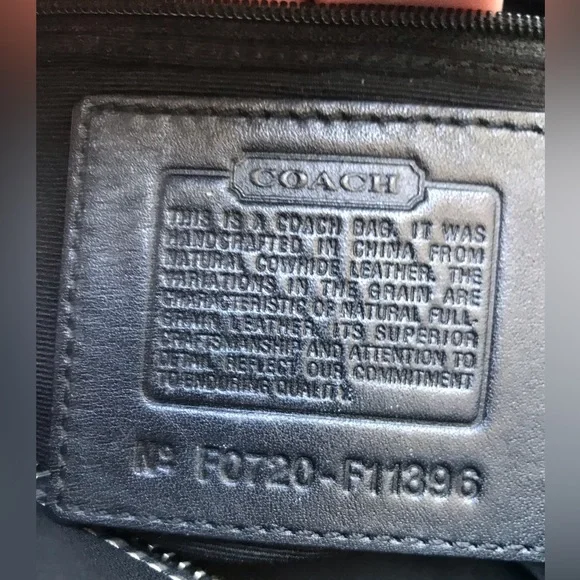 COACH
THIS IS A COACH BAG. IT WAS
HANDCRAFTED IN CHINA FROM
NATURAL COWHIDE LEATHER. THE
VARIATIONS IN THE GRAIN ARE
CHARACTERISTIC OF NATURAL FULL-
GRAIN LEATHER. ITS SUPERIOR
CRAFTSMANSHIP AND ATTENTION TO
DETAIL REFLECT OUR COMMITMENT
TO ENDURING QUALITY.
Nº F0720-F11396